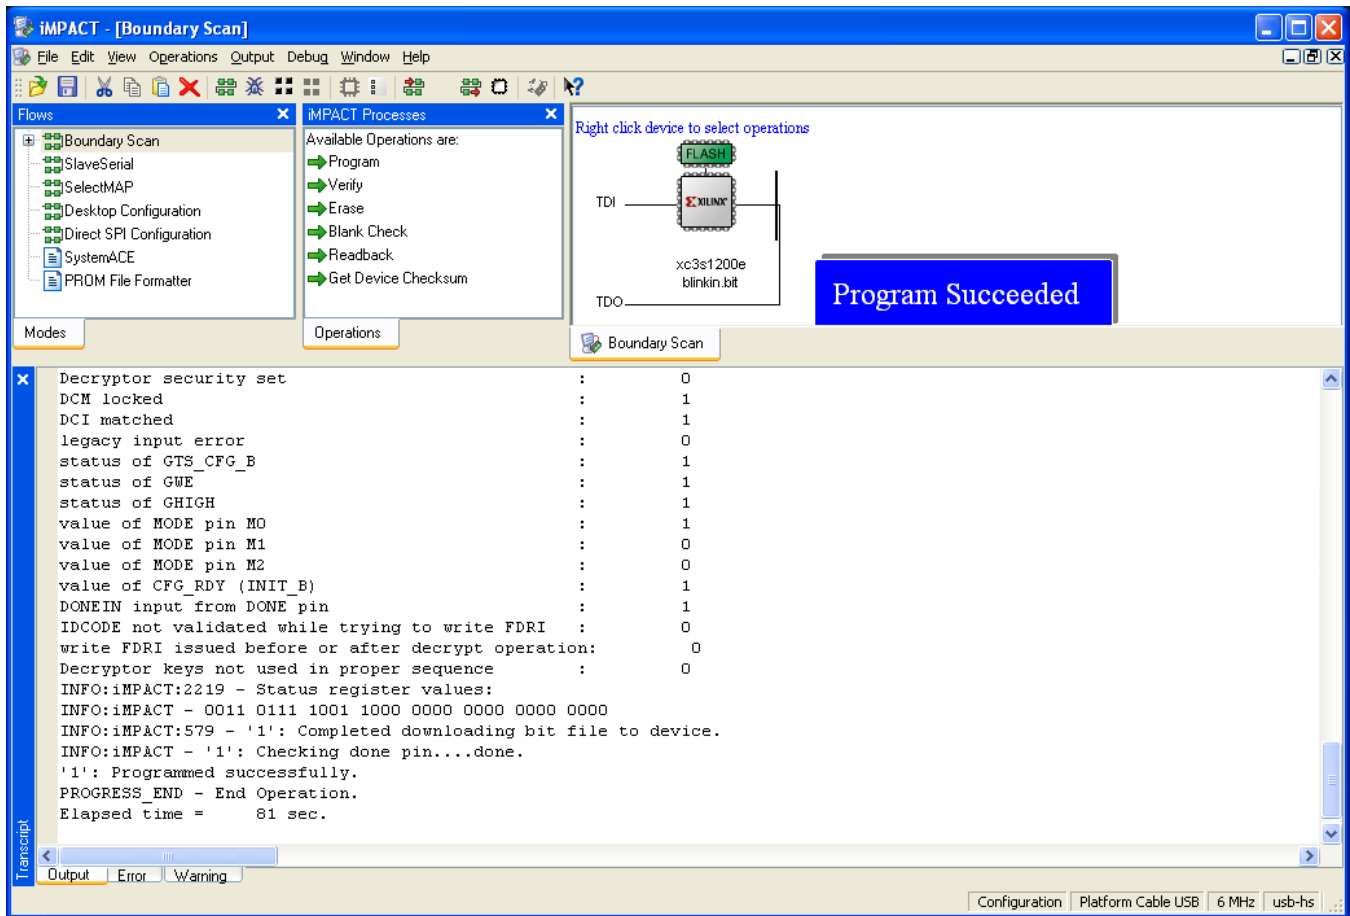 iMPACT - [Boundary Scan]
File Edit View Operations Output Debug Window Help
Flows
Boundary Scan
SlaveSerial
SelectMAP
Desktop Configuration
Direct SPI Configuration
SystemACE
PROM File Formatter
Modes
iMPACT Processes
Available Operations are:
Program
Verify
Erase
Blank Check
Readback
Get Device Checksum
Operations
Right click device to select operations
FLASH
TDI
XILINX
xc3s1200e
blinkin.bit
TDO
Program Succeeded
Boundary Scan
Decryptor security set : 0
DCM locked : 1
DCI matched : 1
legacy input error : 0
status of GTS_CFG_B : 1
status of GWE : 1
status of GHIGH : 1
value of MODE pin M0 : 1
value of MODE pin M1 : 0
value of MODE pin M2 : 0
value of CFG_RDY (INIT_B) : 1
DONEIN input from DONE pin : 1
IDCODE not validated while trying to write FDRI : 0
write FDRI issued before or after decrypt operation: 0
Decryptor keys not used in proper sequence : 0
INFO:iMPACT:2219 - Status register values:
INFO:iMPACT - 0011 0111 1001 1000 0000 0000 0000 0000
INFO:iMPACT:579 - '1': Completed downloading bit file to device.
INFO:iMPACT - '1': Checking done pin....done.
'1': Programmed successfully.
PROGRESS_END - End Operation.
Elapsed time = 81 sec.
Transcript
Output Error Warning
Configuration Platform Cable USB 6 MHz usb-hs